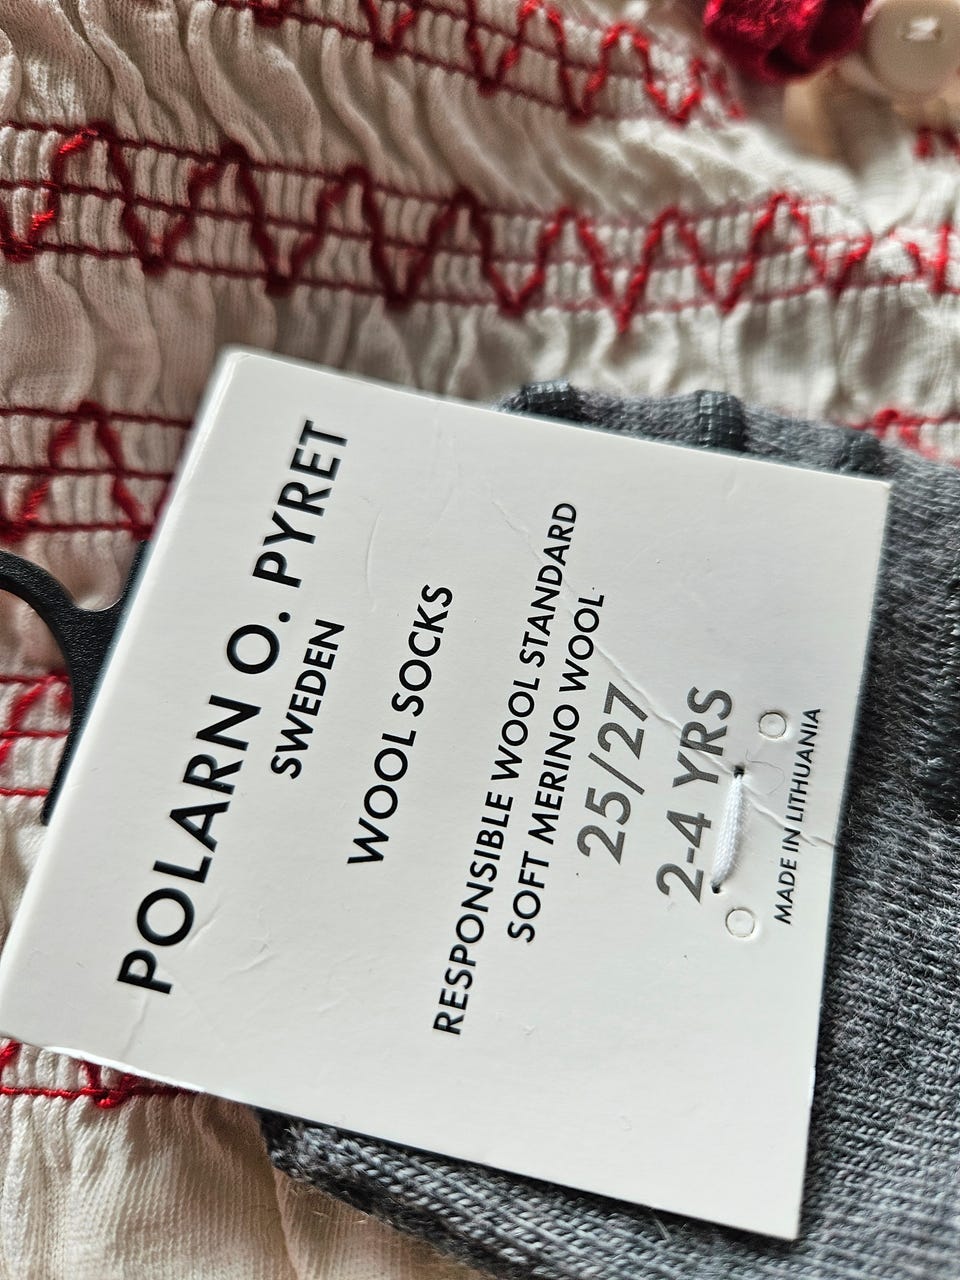 POLARN O. PYRET
SWEDEN
WOOL SOCKS
RESPONSIBLE WOOL STANDARD
SOFT MERINO WOOL
25/27
2-4 YRS
MADE IN LITHUANIA